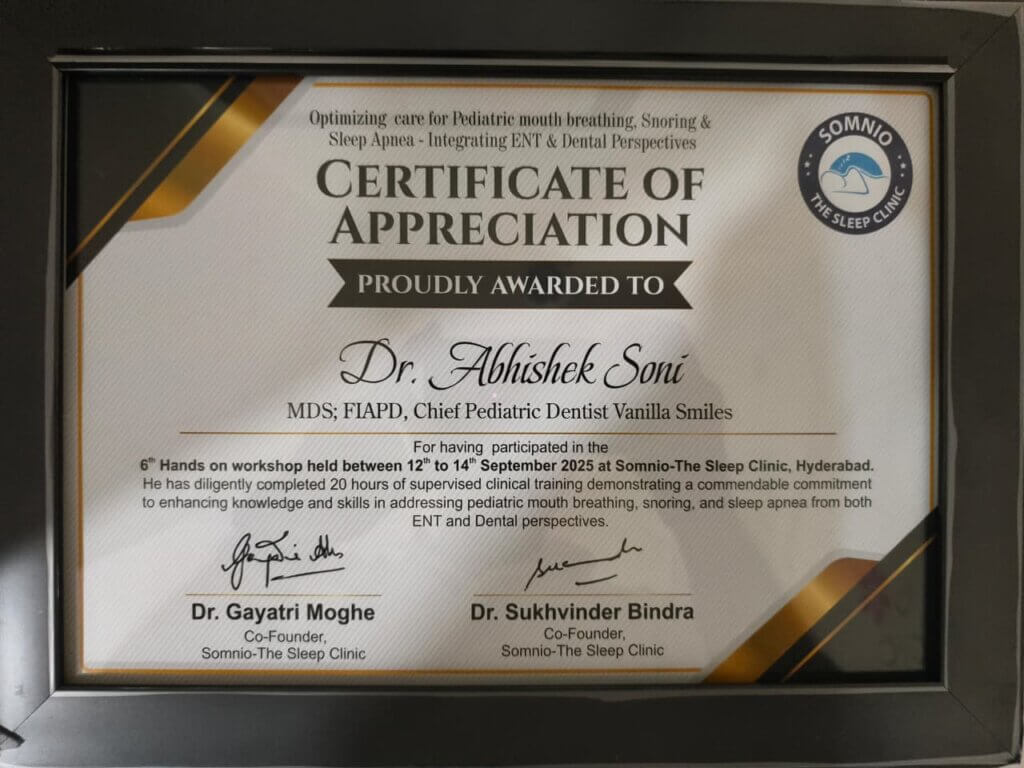 Optimizing care for Pediatric mouth breathing, Snoring &
Sleep Apnea - Integrating ENT & Dental Perspectives
CERTIFICATE OF
APPRECIATION
PROUDLY AWARDED TO
SOMNIO
THE SLEEP CLINIC
Dr. Abhishek Soni
MDS; FIAPD, Chief Pediatric Dentist Vanilla Smiles
For having participated in the
6th Hands on workshop held between 12th to 14th September 2025 at Somnio-The Sleep Clinic, Hyderabad.
He has diligently completed 20 hours of supervised clinical training demonstrating a commendable commitment
to enhancing knowledge and skills in addressing pediatric mouth breathing, snoring, and sleep apnea from both
ENT and Dental perspectives.
Dr. Gayatri Moghe
Co-Founder,
Somnio-The Sleep Clinic
Dr. Sukhvinder Bindra
Co-Founder,
Somnio-The Sleep Clinic